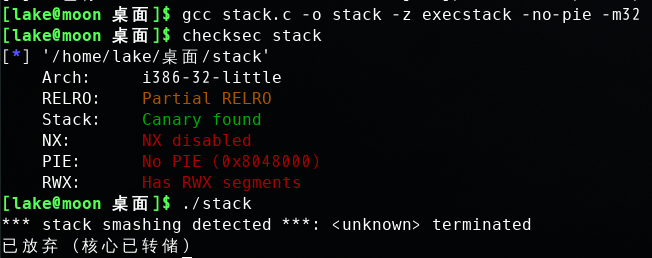 [lake@moon 桌面]$ gcc stack.c -o stack -z execstack -no-pie -m32
[lake@moon 桌面]$ checksec stack
[*] '/home/lake/桌面/stack'
    Arch:     i386-32-little
    RELRO:    Partial RELRO
    Stack:    Canary found
    NX:       NX disabled
    PIE:      No PIE (0x8048000)
    RWX:      Has RWX segments
[lake@moon 桌面]$ ./stack
*** stack smashing detected ***: <unknown> terminated
已放弃 (核心已转储)